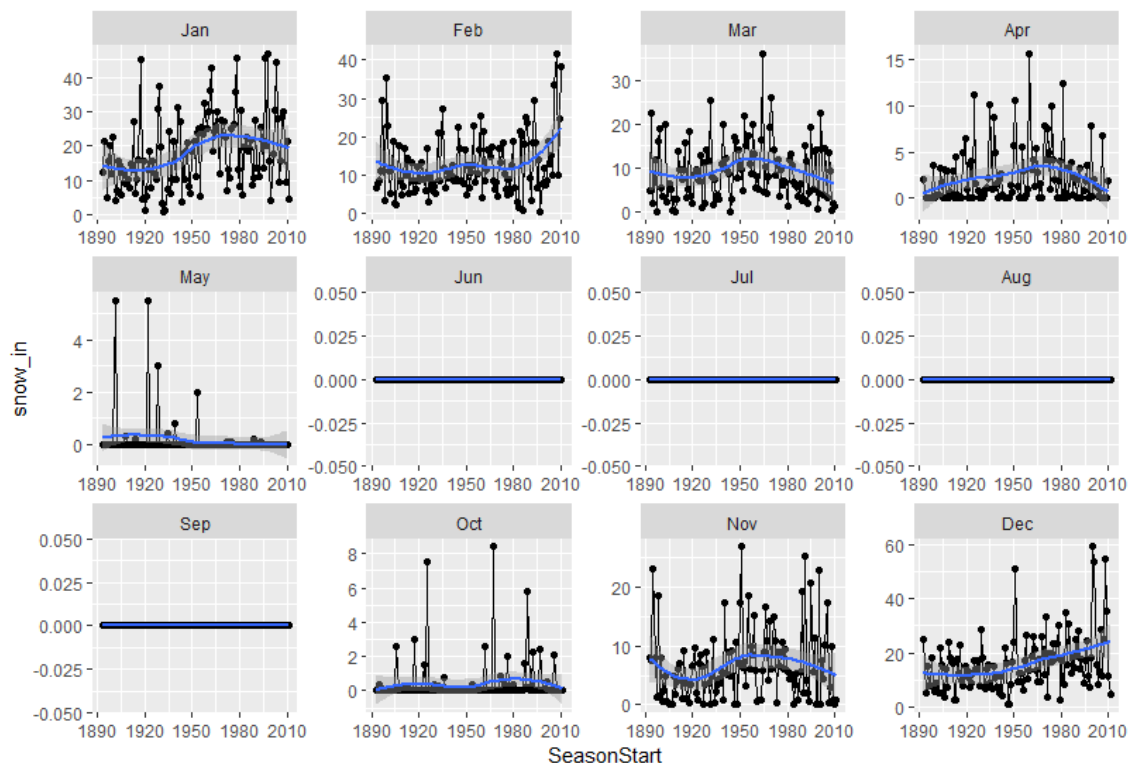 Jan Feb Mar Apr
40 40 30 15
30 30 20 10
20 20 10 5
10 10 0 0
0 0
1890 1920 1950 1980 2010 1890 1920 1950 1980 2010 1890 1920 1950 1980 2010 1890 1920 1950 1980 2010
May Jun Jul Aug
4 0.050 0.050 0.050
2 0.025 0.025 0.025
0 0.000 0.000 0.000
-0.025 -0.025 -0.025
-0.050 -0.050 -0.050
1890 1920 1950 1980 2010 1890 1920 1950 1980 2010 1890 1920 1950 1980 2010 1890 1920 1950 1980 2010
snow_in
Sep Oct Nov Dec
0.050 8 20 60
0.025 6 10 40
0.000 4 0 20
-0.025 2 0
-0.050 0
1890 1920 1950 1980 2010 1890 1920 1950 1980 2010 1890 1920 1950 1980 2010 1890 1920 1950 1980 2010
SeasonStart